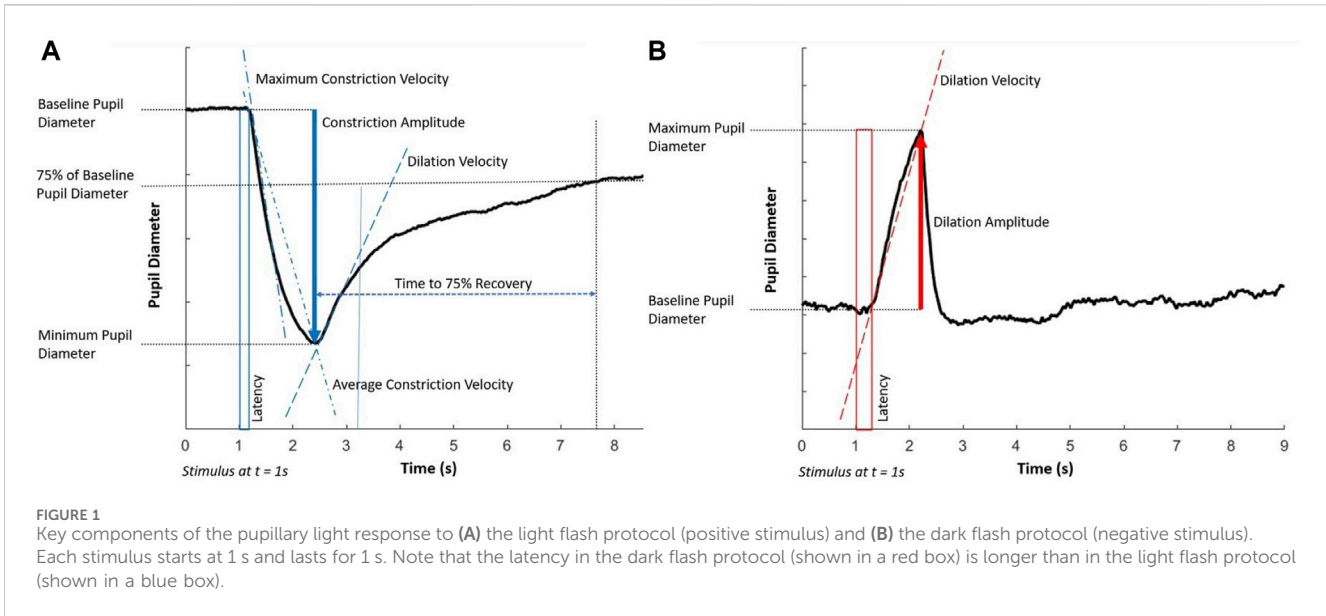 A
Maximum Constriction Velocity
Baseline Pupil
Diameter
Constriction Amplitude
Dilation Velocity
75% of Baseline
Pupil Diameter
Pupil Diameter
Time to 75% Recovery
Minimum Pupil
Diameter
Average Constriction Velocity
Latency
0 1 2 3 4 5 6 7 8
Stimulus at t = 1s
Time (s)
B
Dilation Velocity
Maximum Pupil
Diameter
Pupil Diameter
Dilation Amplitude
Baseline Pupil
Diameter
Latency
0 1 2 3 4 5 6 7 8 9
Stimulus at t = 1s
Time (s)
FIGURE 1
Key components of the pupillary light response to (A) the light flash protocol (positive stimulus) and (B) the dark flash protocol (negative stimulus).
Each stimulus starts at 1 s and lasts for 1 s. Note that the latency in the dark flash protocol (shown in a red box) is longer than in the light flash protocol
(shown in a blue box).